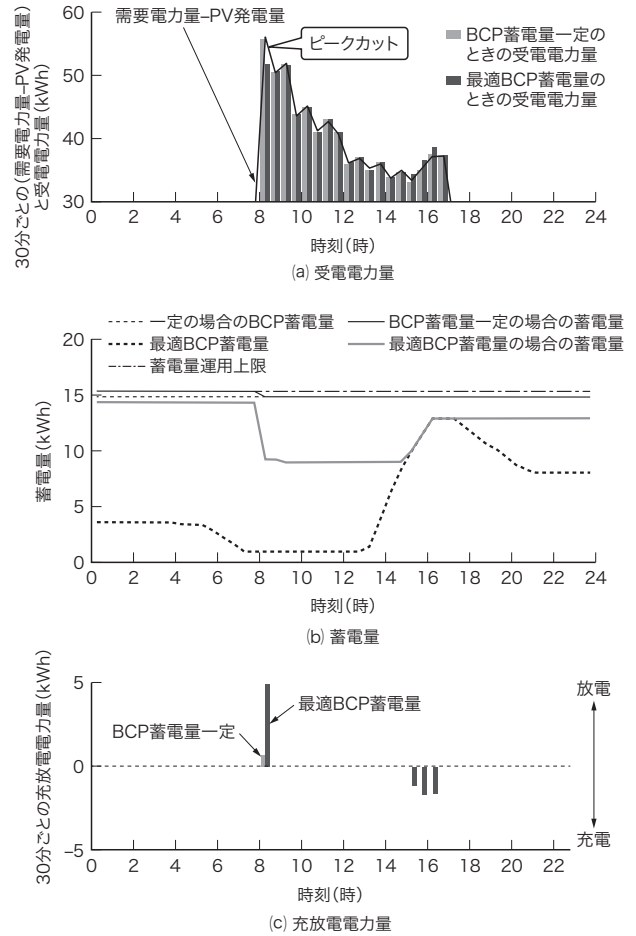 需要電力量–PV発電量
ピークカット
BCP蓄電量一定の
ときの受電電力量
最適BCP蓄電量の
ときの受電電力量
30分ごとの(需要電力量–PV発電量)
と受電電力量(kWh)
60
50
40
30
0 2 4 6 8 10 12 14 16 18 20 22 24
時刻(時)
(a) 受電電力量
一定の場合のBCP蓄電量
BCP蓄電量一定の場合の蓄電量
最適BCP蓄電量
最適BCP蓄電量の場合の蓄電量
蓄電量運用上限
蓄電量(kWh)
20
15
10
5
0
0 2 4 6 8 10 12 14 16 18 20 22 24
時刻(時)
(b) 蓄電量
30分ごとの充放電電力量(kWh)
5
0
–5
BCP蓄電量一定
最適BCP蓄電量
放電
充電
0 2 4 6 8 10 12 14 16 18 20 22
時刻(時)
(c) 充放電電力量